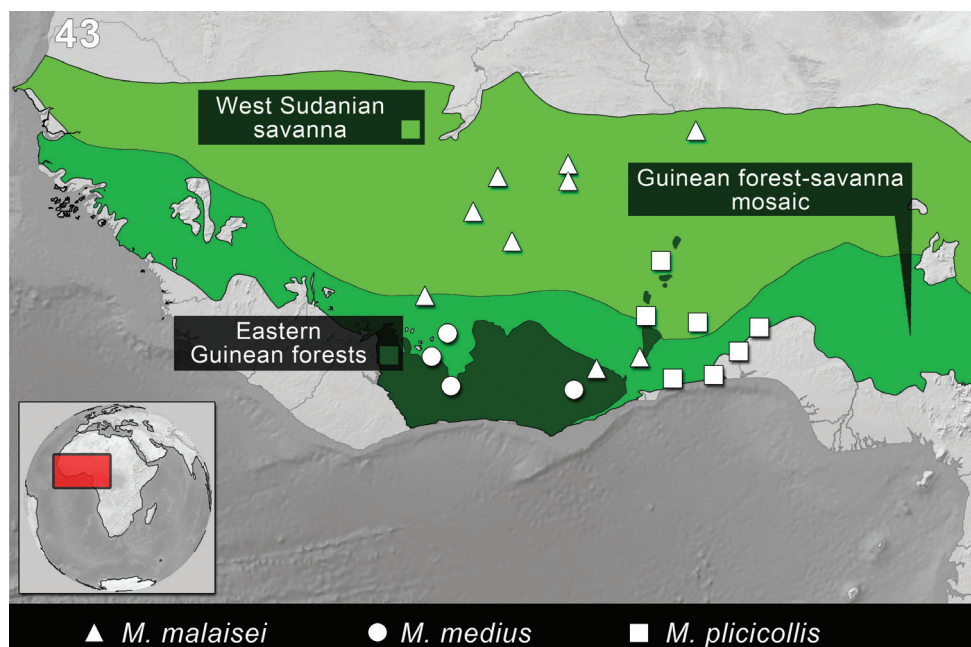 43
West Sudanian
savanna
Guinean forest-savanna
mosaic
Eastern
Guinean forests
M. malaisei
M. medius
M. plicicollis